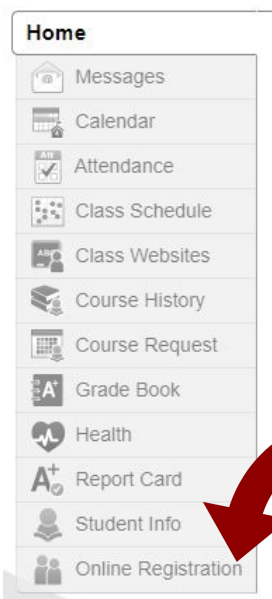 Home
Messages
Calendar
Attendance
Class Schedule
Class Websites
Course History
Course Request
Grade Book
Health
Report Card
Student Info
Online Registration